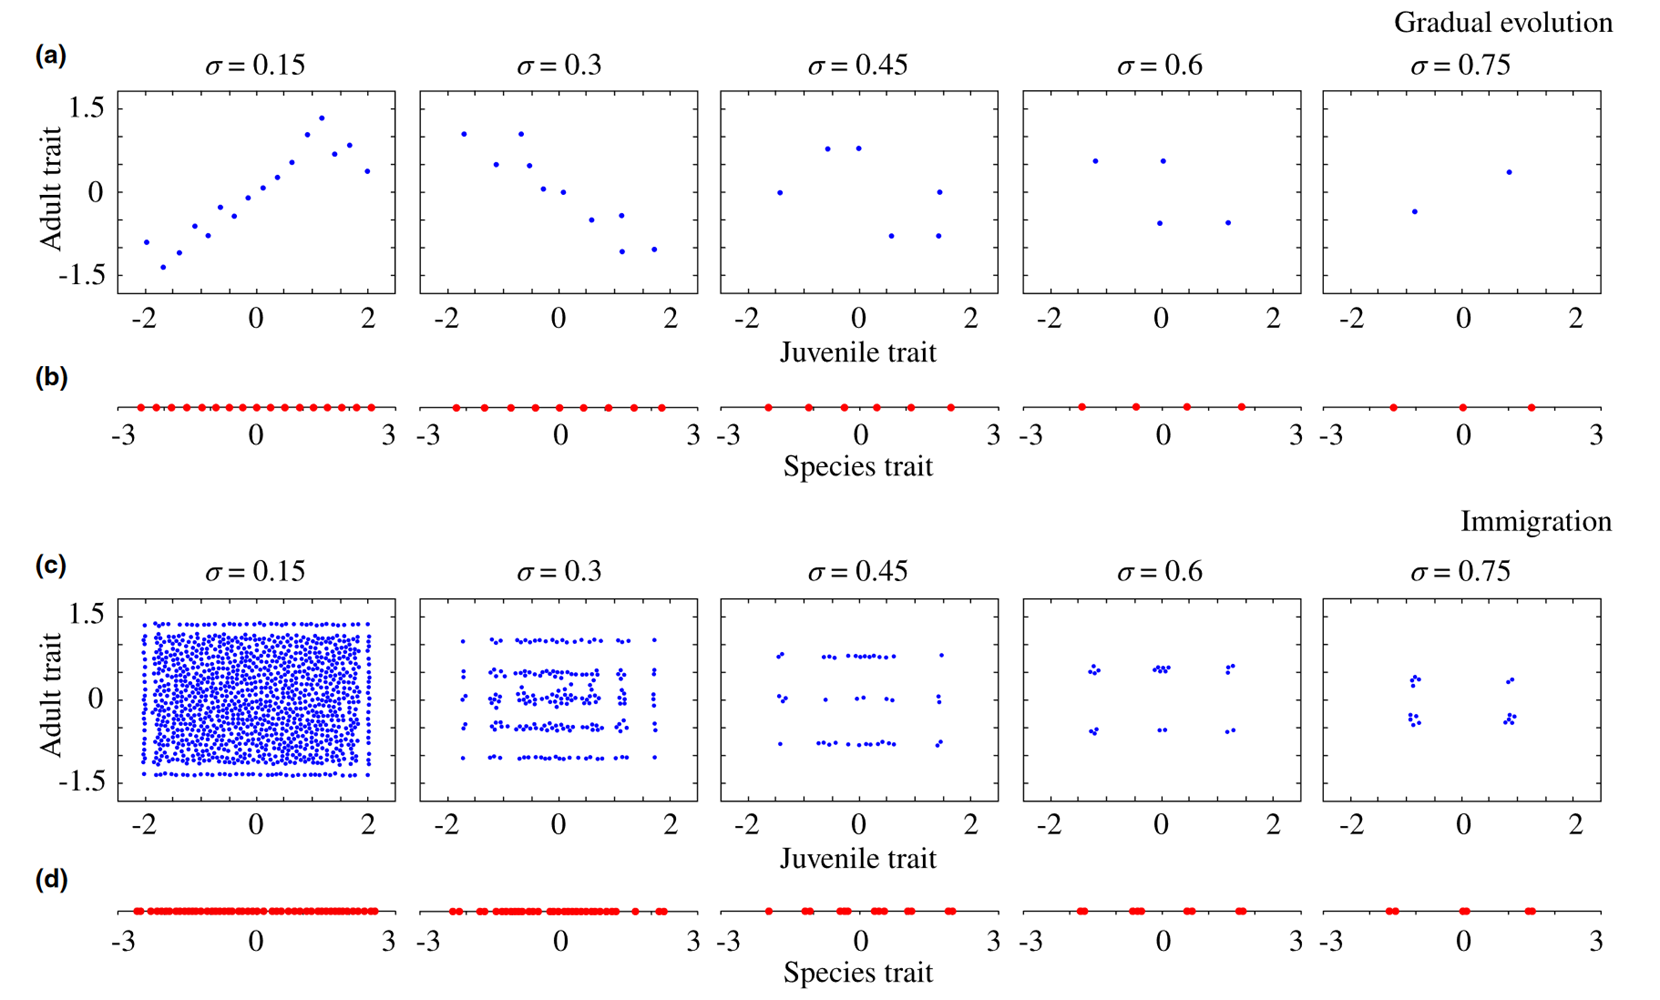 Gradual evolution
(a)
σ = 0.15 σ = 0.3 σ = 0.45 σ = 0.6 σ = 0.75
Adult trait
1.5
0
-1.5
-2 0 2 -2 0 2 -2 0 2 -2 0 2 -2 0 2
Juvenile trait
(b)
-3 0 3 -3 0 3 -3 0 3 -3 0 3 -3 0 3
Species trait
Immigration
(c)
σ = 0.15 σ = 0.3 σ = 0.45 σ = 0.6 σ = 0.75
Adult trait
1.5
0
-1.5
-2 0 2 -2 0 2 -2 0 2 -2 0 2 -2 0 2
Juvenile trait
(d)
-3 0 3 -3 0 3 -3 0 3 -3 0 3 -3 0 3
Species trait